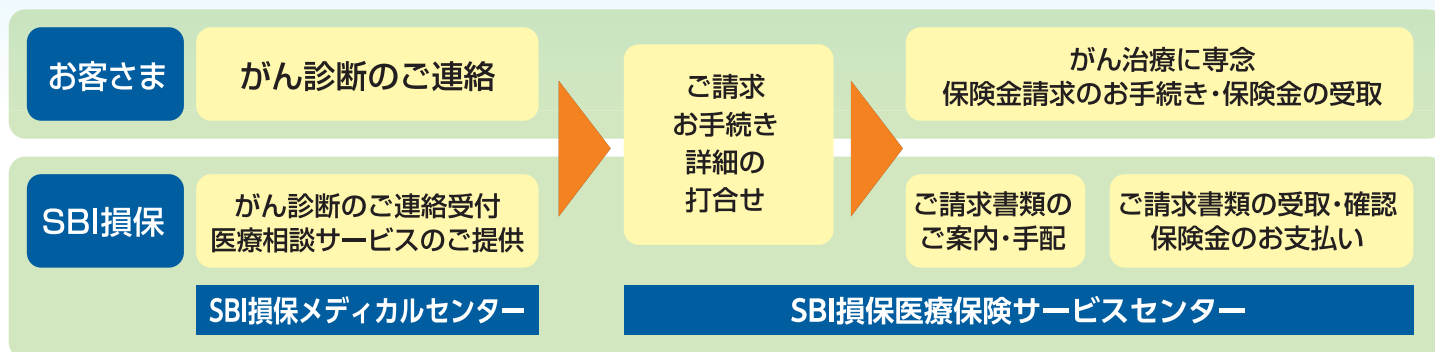 お客さま
がん診断のご連絡
ご請求
お手続き
詳細の
打合せ
がん治療に専念
保険金請求のお手続き・保険金の受取
SBI損保
がん診断のご連絡受付
医療相談サービスのご提供
ご請求書類の
ご案内・手配
ご請求書類の受取・確認
保険金のお支払い
SBI損保メディカルセンター
SBI損保医療保険サービスセンター